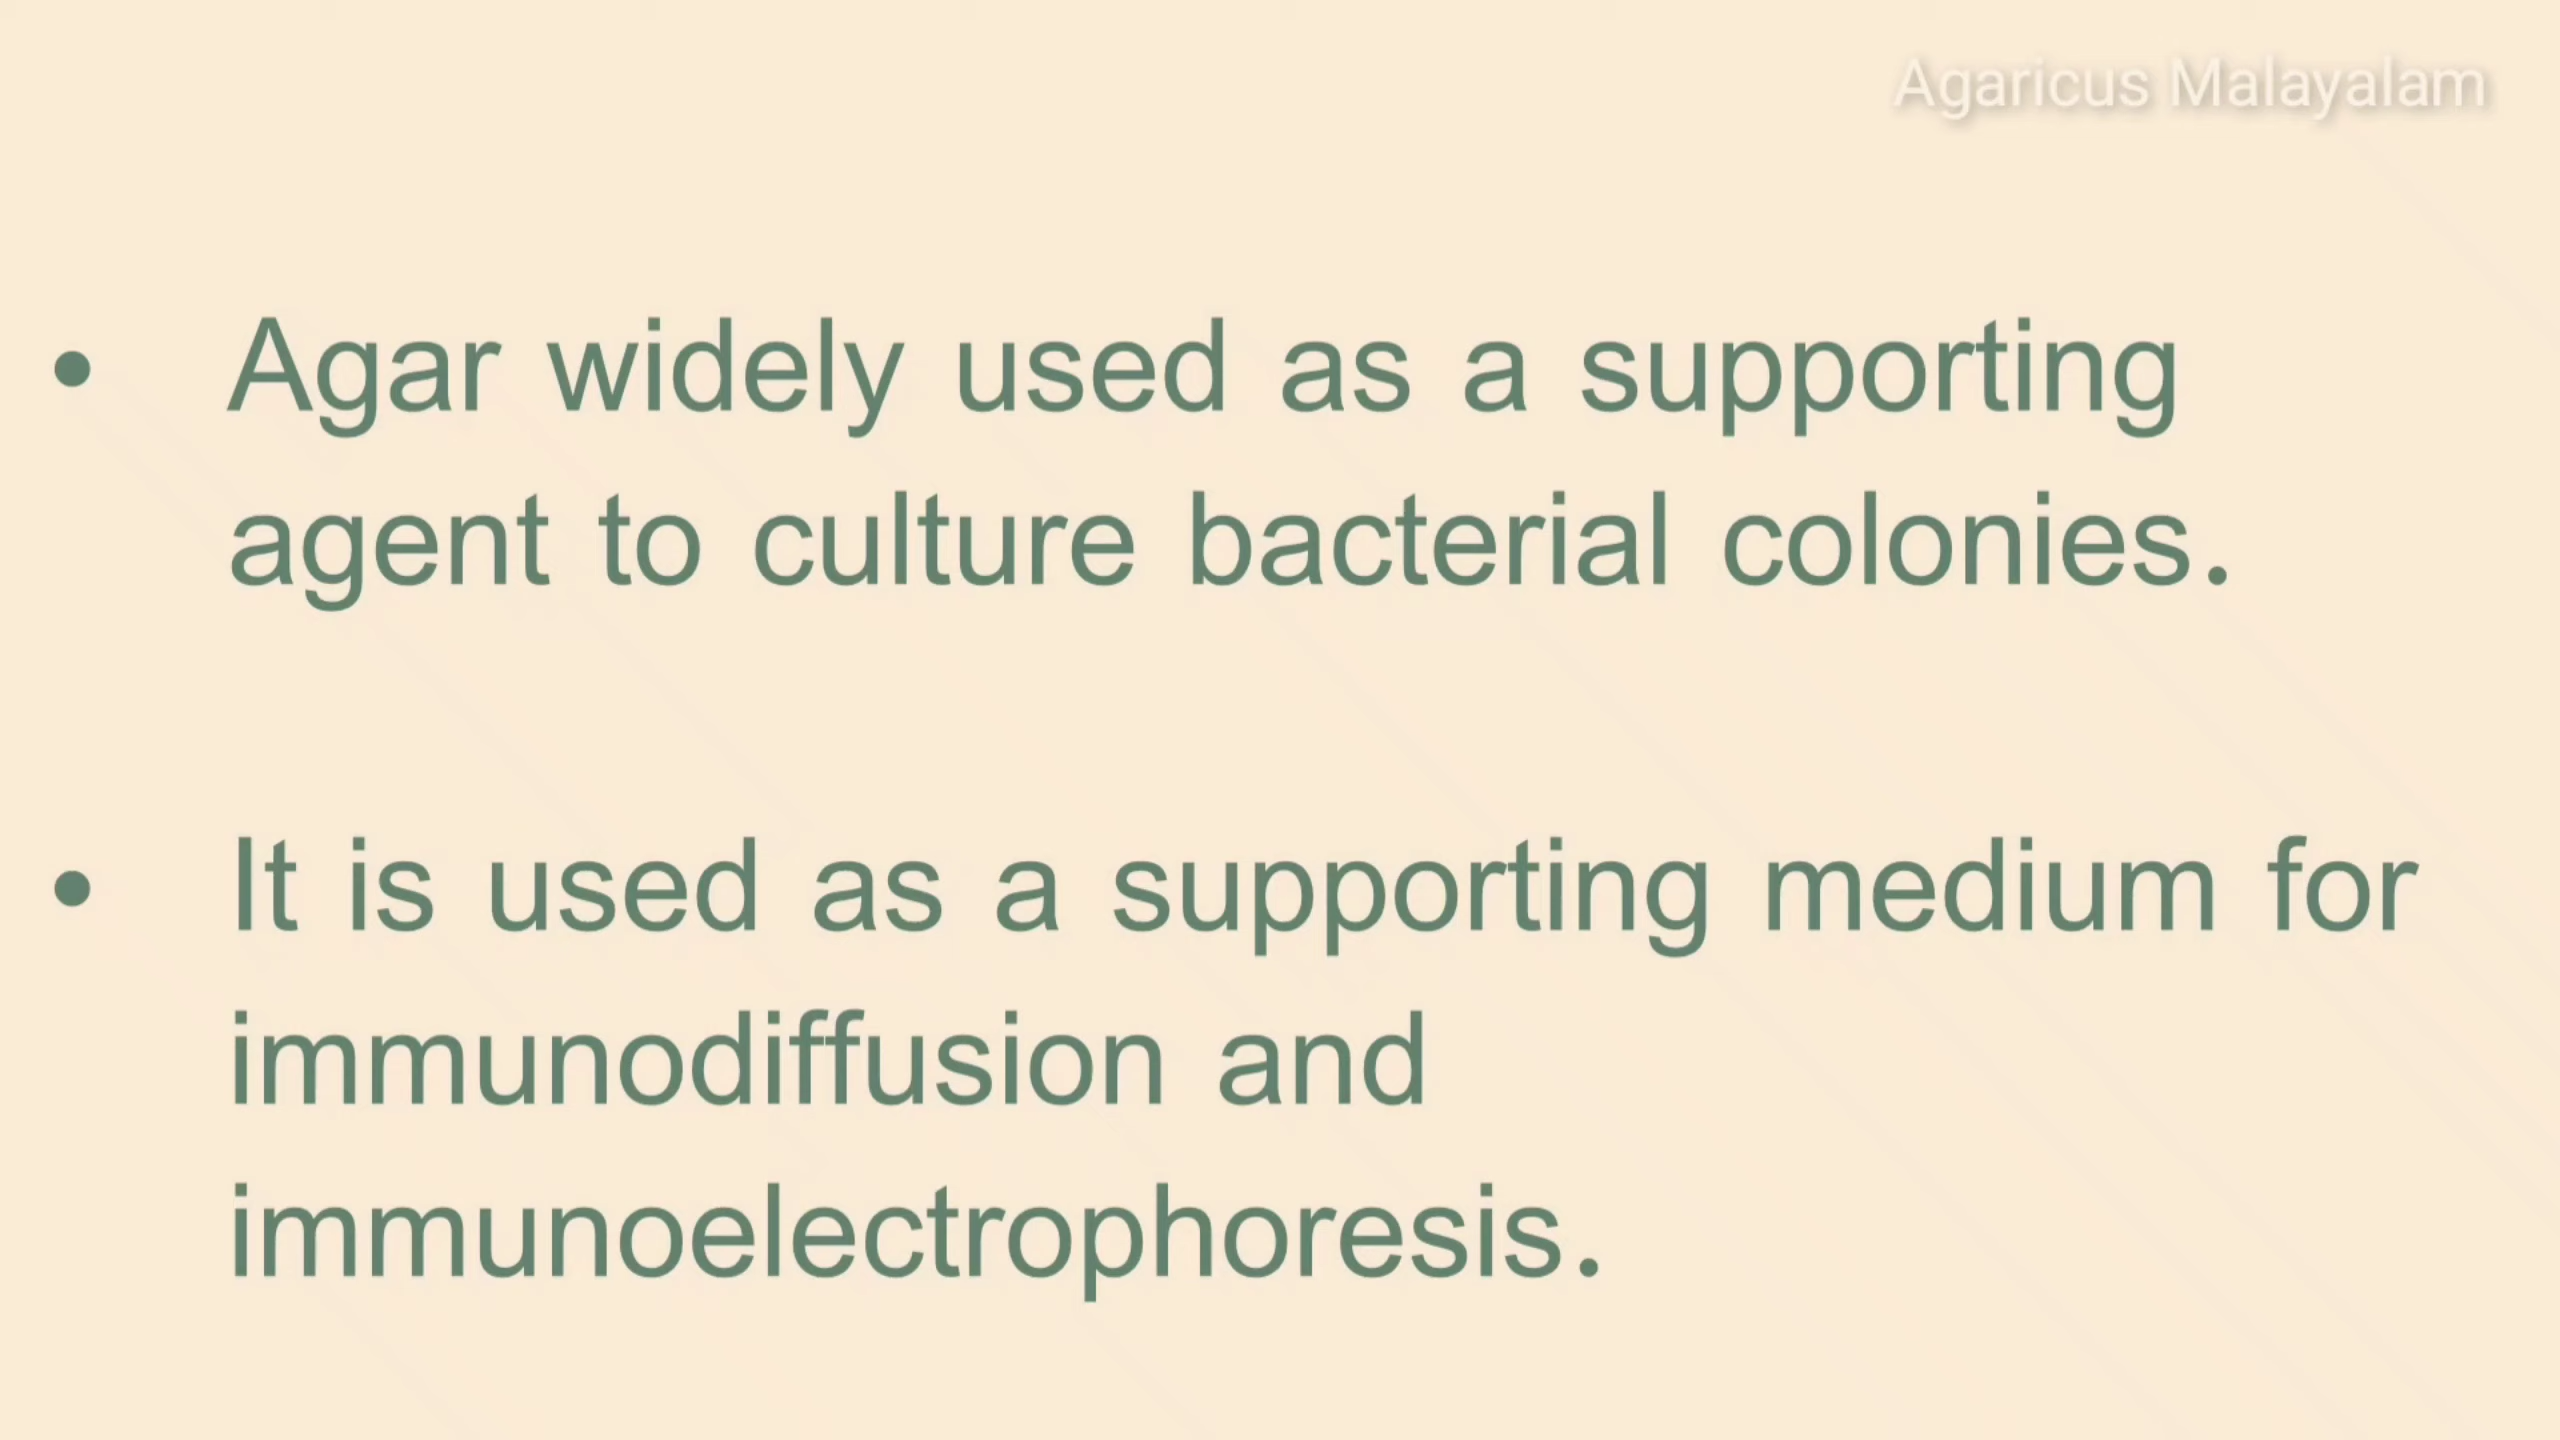 Agaricus Malayalam
• Agar widely used as a supporting
agent to culture bacterial colonies.
• It is used as a supporting medium for
immunodiffusion and
immunoelectrophoresis.